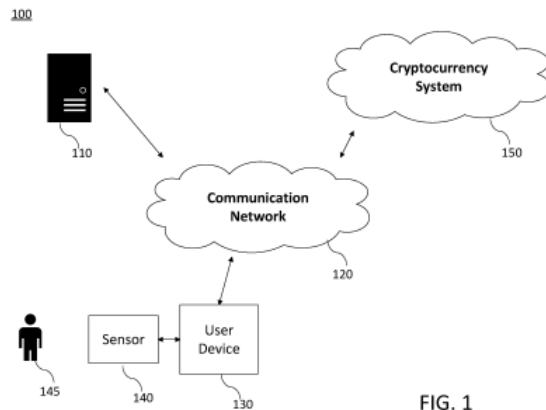 100
Cryptocurrency
System
110
150
Communication
Network
120
Sensor
User
Device
145
140
130
FIG. 1